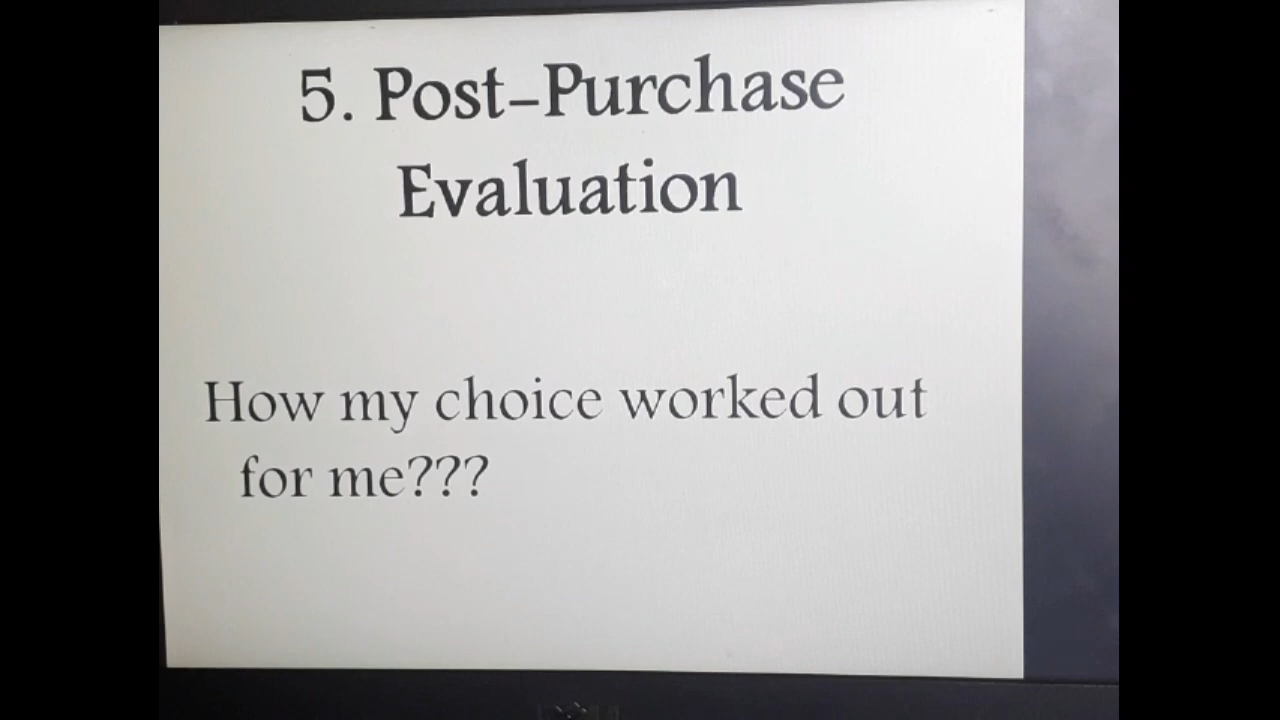 5. Post-Purchase
Evaluation
How my choice worked out
for me???